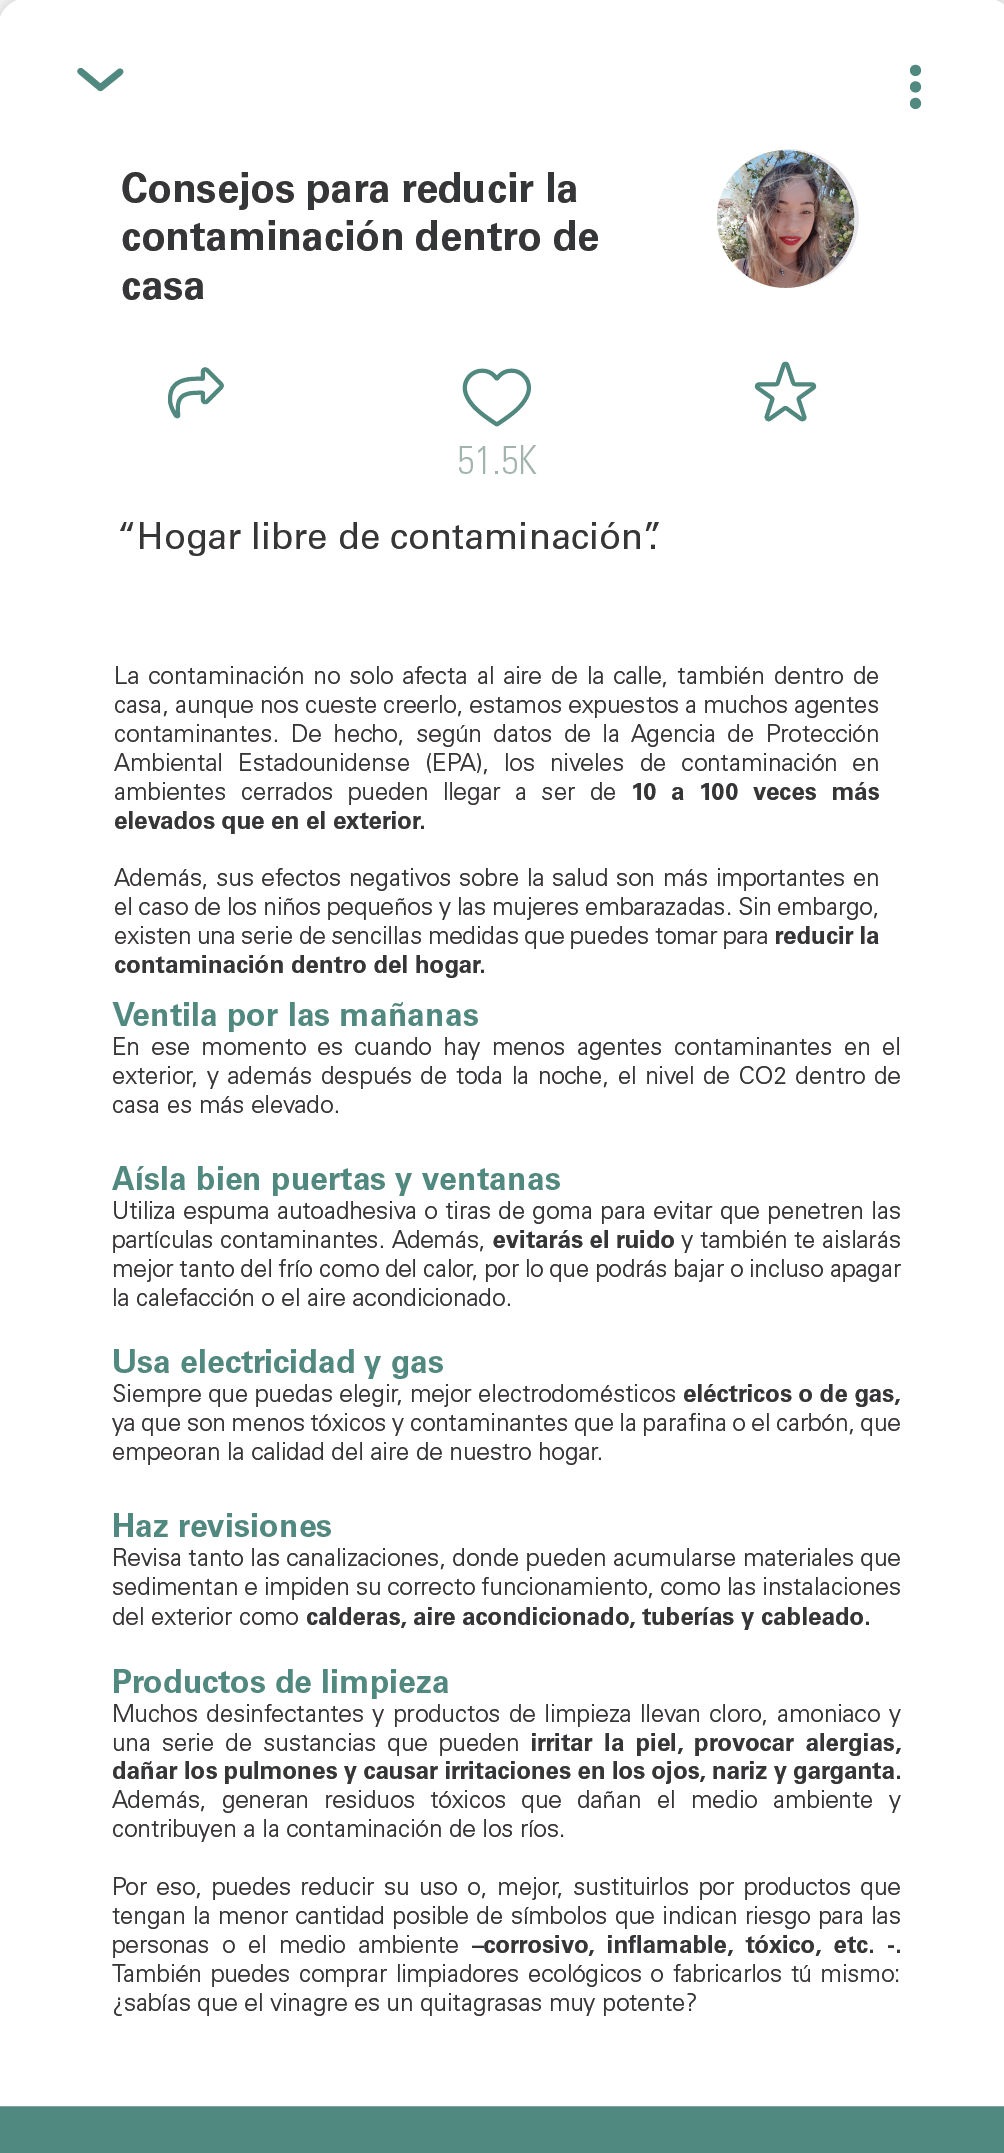 Consejos para reducir la
contaminación dentro de
casa
51.5K
“Hogar libre de contaminación”.
La contaminación no solo afecta al aire de la calle, también dentro de
casa, aunque nos cueste creerlo, estamos expuestos a muchos agentes
contaminantes. De hecho, según datos de la Agencia de Protección
Ambiental Estadounidense (EPA), los niveles de contaminación en
ambientes cerrados pueden llegar a ser de 10 a 100 veces más
elevados que en el exterior.
Además, sus efectos negativos sobre la salud son más importantes en
el caso de los niños pequeños y las mujeres embarazadas. Sin embargo,
existen una serie de sencillas medidas que puedes tomar para reducir la
contaminación dentro del hogar.
Ventila por las mañanas
En ese momento es cuando hay menos agentes contaminantes en el
exterior, y además después de toda la noche, el nivel de CO2 dentro de
casa es más elevado.
Aísla bien puertas y ventanas
Utiliza espuma autoadhesiva o tiras de goma para evitar que penetren las
partículas contaminantes. Además, evitarás el ruido y también te aislarás
mejor tanto del frío como del calor, por lo que podrás bajar o incluso apagar
la calefacción o el aire acondicionado.
Usa electricidad y gas
Siempre que puedas elegir, mejor electrodomésticos eléctricos o de gas,
ya que son menos tóxicos y contaminantes que la parafina o el carbón, que
empeoran la calidad del aire de nuestro hogar.
Haz revisiones
Revisa tanto las canalizaciones, donde pueden acumularse materiales que
sedimentan e impiden su correcto funcionamiento, como las instalaciones
del exterior como calderas, aire acondicionado, tuberías y cableado.
Productos de limpieza
Muchos desinfectantes y productos de limpieza llevan cloro, amoniaco y
una serie de sustancias que pueden irritar la piel, provocar alergias,
dañar los pulmones y causar irritaciones en los ojos, nariz y garganta.
Además, generan residuos tóxicos que dañan el medio ambiente y
contribuyen a la contaminación de los ríos.
Por eso, puedes reducir su uso o, mejor, sustituirlos por productos que
tengan la menor cantidad posible de símbolos que indican riesgo para las
personas o el medio ambiente –corrosivo, inflamable, tóxico, etc. -.
También puedes comprar limpiadores ecológicos o fabricarlos tú mismo:
¿sabías que el vinagre es un quitagrasas muy potente?